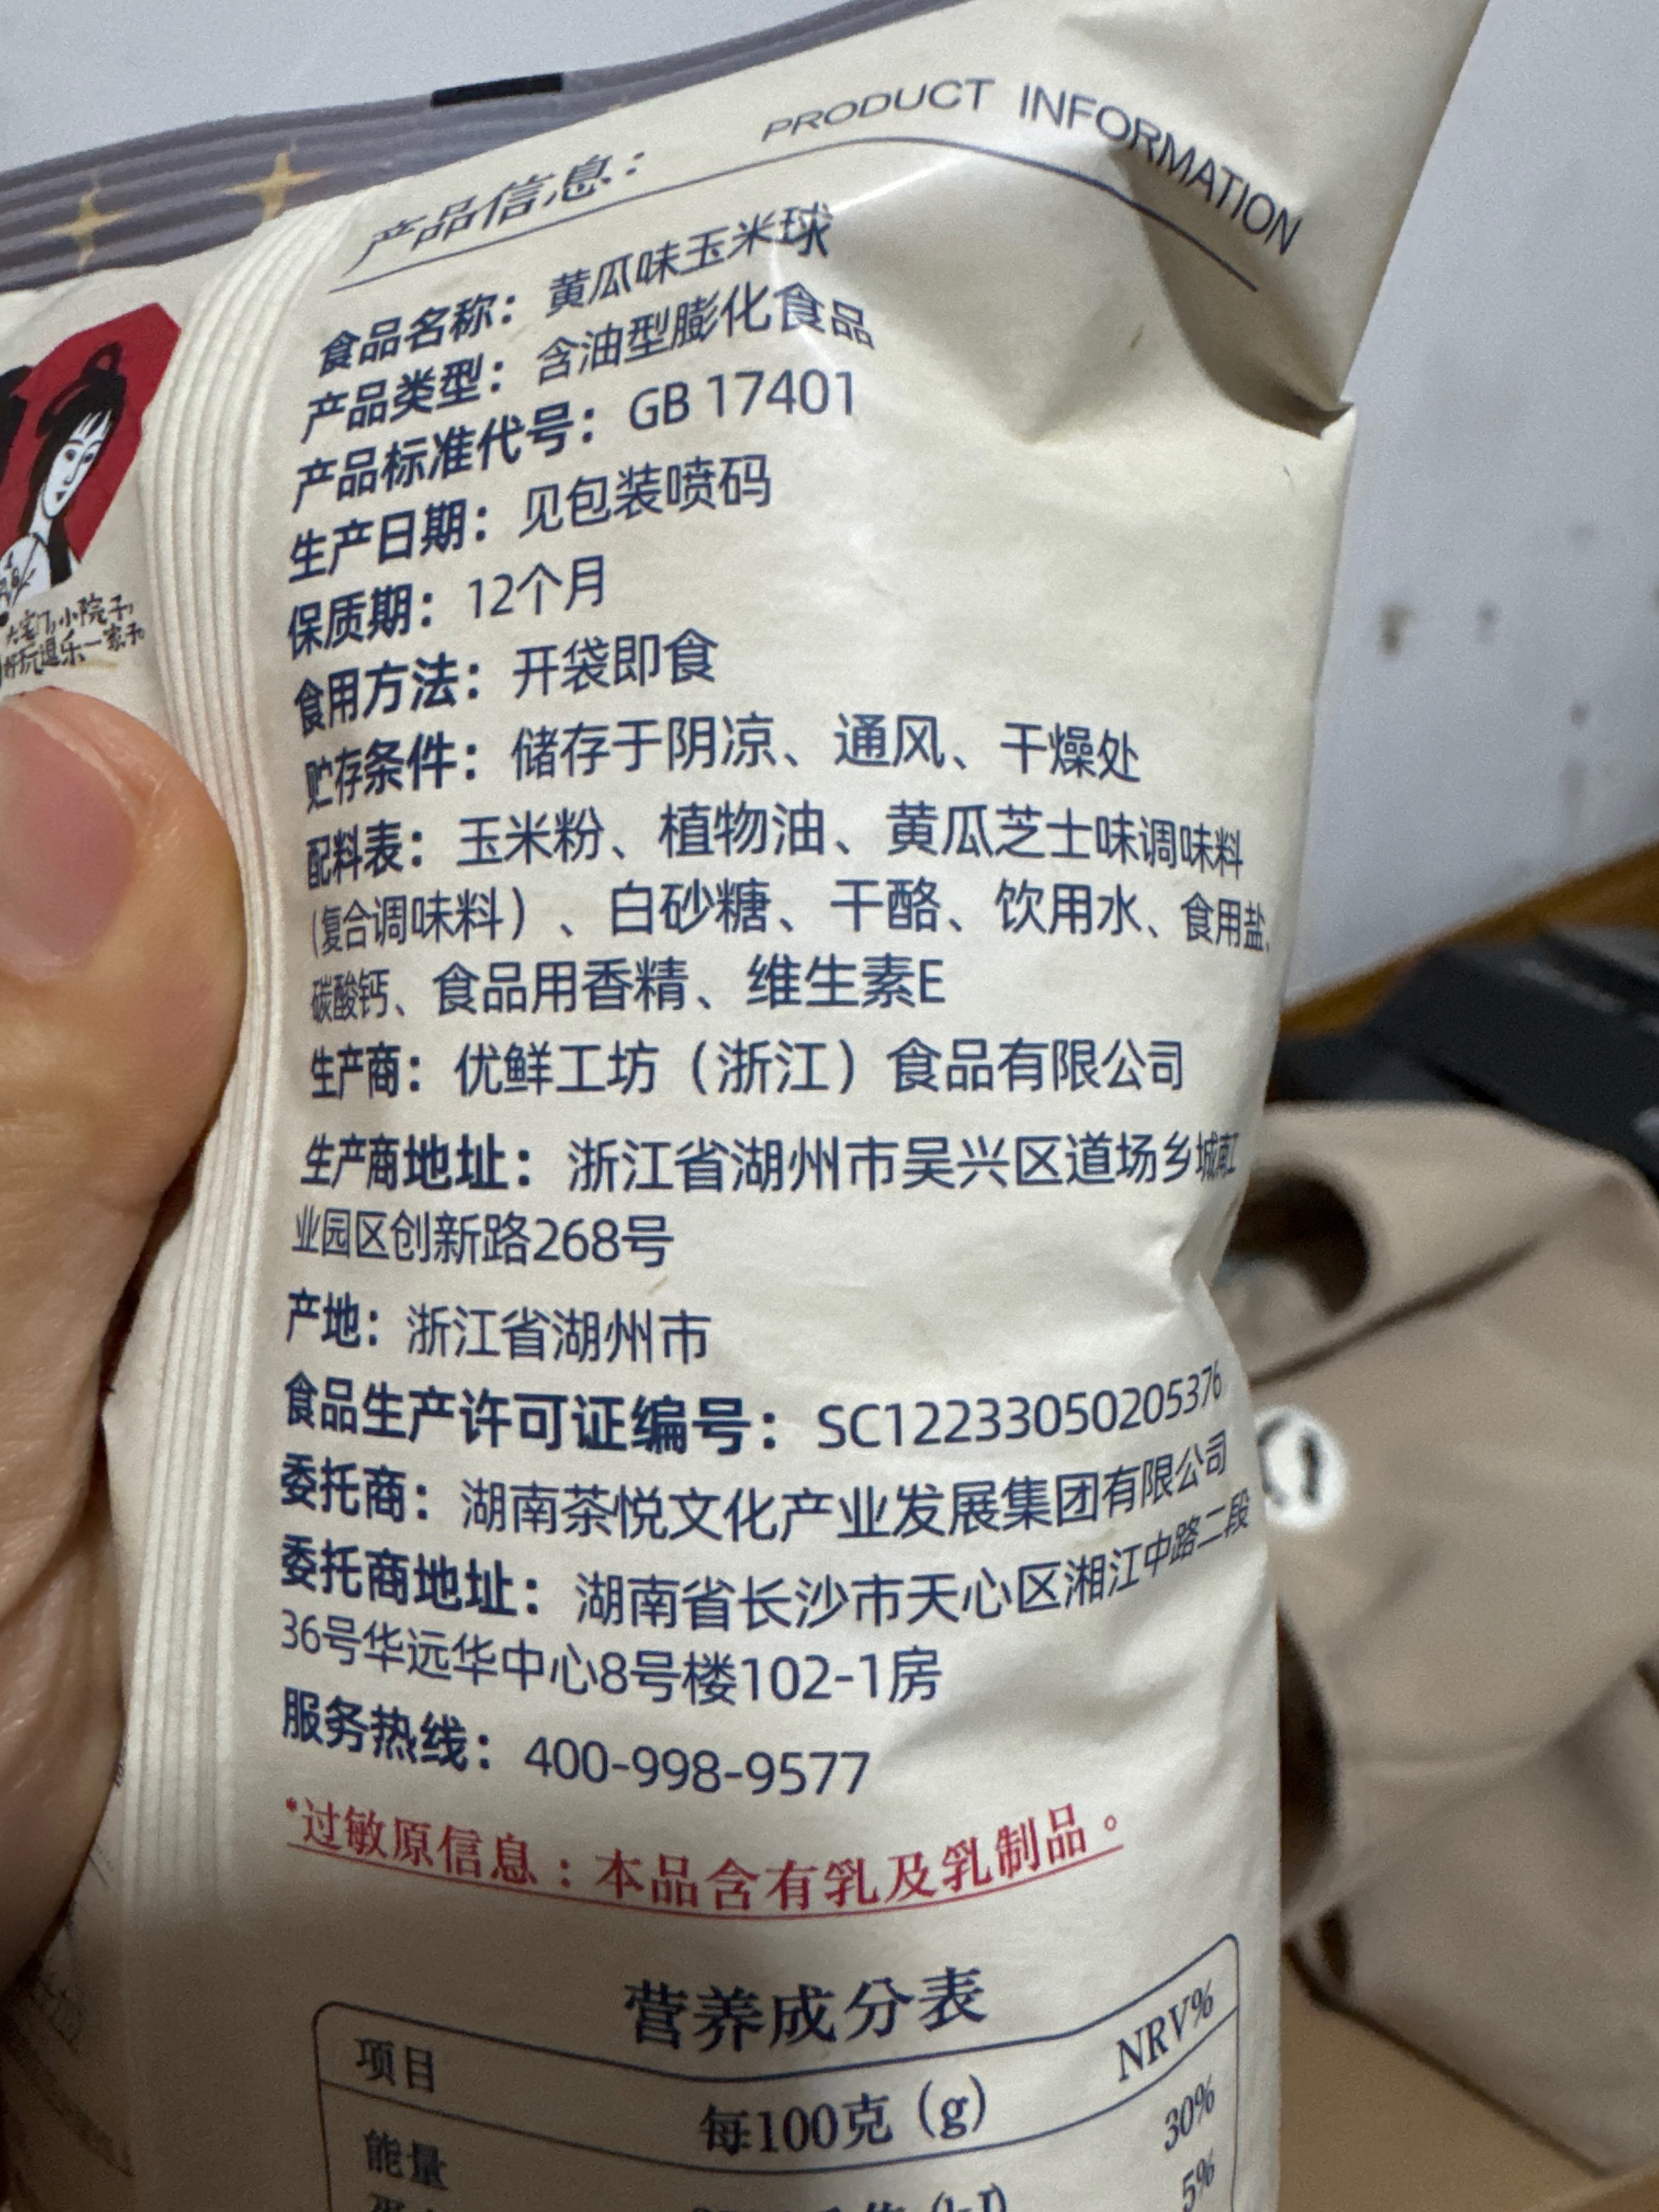 产品信息：
PRODUCT INFORMATION
食品名称：黄瓜味玉米球
产品类型：含油型膨化食品
产品标准代号：GB 17401
生产日期：见包装喷码
保质期：12个月
食用方法：开袋即食
贮存条件：储存于阴凉、通风、干燥处
配料表：玉米粉、植物油、黄瓜芝士味调味料
(复合调味料）、白砂糖、干酪、饮用水、食用盐、
碳酸钙、食品用香精、维生素E
生产商：优鲜工坊（浙江）食品有限公司
生产商地址：浙江省湖州市吴兴区道场乡城南工
业园区创新路268号
产地：浙江省湖州市
食品生产许可证编号：SC12233050205376
委托商：湖南茶悦文化产业发展集团有限公司
委托商地址：湖南省长沙市天心区湘江中路二段
36号华远华中心8号楼102-1房
服务热线：400-998-9577
*过敏原信息：本品含有乳及乳制品。
营养成分表
项目 每100克（g） NRV%
能量 30%
5%
大宅门,小院子,
好玩逗乐一家子